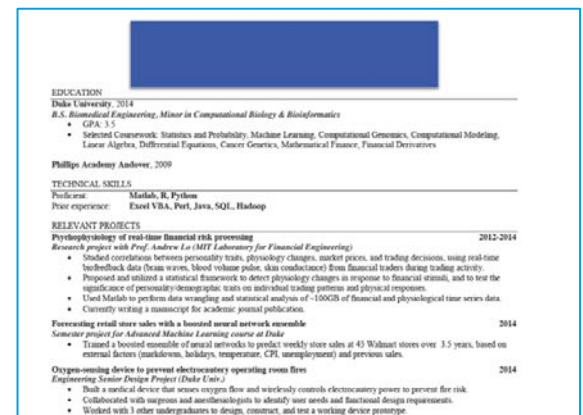 EDUCATION
Duke University, 2014
B.S. Biomedical Engineering, Minor in Computational Biology & Bioinformatics
• GPA: 3.5
• Selected Coursework: Statistics and Probability, Machine Learning, Computational Genomics, Computational Modeling,
Linear Algebra, Differential Equations, Cancer Genetics, Mathematical Finance, Financial Derivatives
Phillips Academy Andover, 2009
TECHNICAL SKILLS
Proficient: Matlab, R, Python
Prior experience: Excel VBA, Perl, Java, SQL, Hadoop
RELEVANT PROJECTS
Psychophysiology of real-time financial risk processing 2012-2014
Research project with Prof. Andrew Lo (MIT Laboratory for Financial Engineering)
• Studied correlations between personality traits, physiology changes, market prices, and trading decisions, using real-time
biofeedback data (brain waves, blood volume pulse, skin conductance) from financial traders during trading activity.
• Proposed and utilized a statistical framework to detect physiology changes in response to financial stimuli, and to test the
significance of personality/demographic traits on individual trading patterns and physical responses.
• Used Matlab to perform data wrangling and statistical analysis of ~100GB of financial and physiological time series data.
• Currently writing a manuscript for academic journal publication.
Forecasting retail store sales with a boosted neural network ensemble 2014
Semester project for Advanced Machine Learning course at Duke
• Trained a boosted ensemble of neural networks to predict weekly store sales at 45 Walmart stores over 3.5 years, based on
external factors (markdowns, holidays, temperature, CPI, unemployment) and previous sales.
Oxygen-sensing device to prevent electrocautery operating room fires 2014
Engineering Senior Design Project (Duke Univ.)
• Built a medical device that senses oxygen flow and wirelessly controls electrocautery power to prevent fire risk.
• Collaborated with surgeons and anesthesiologists to identify user needs and functional design requirements.
• Worked with 3 other undergraduates to design, construct, and test a working device prototype.